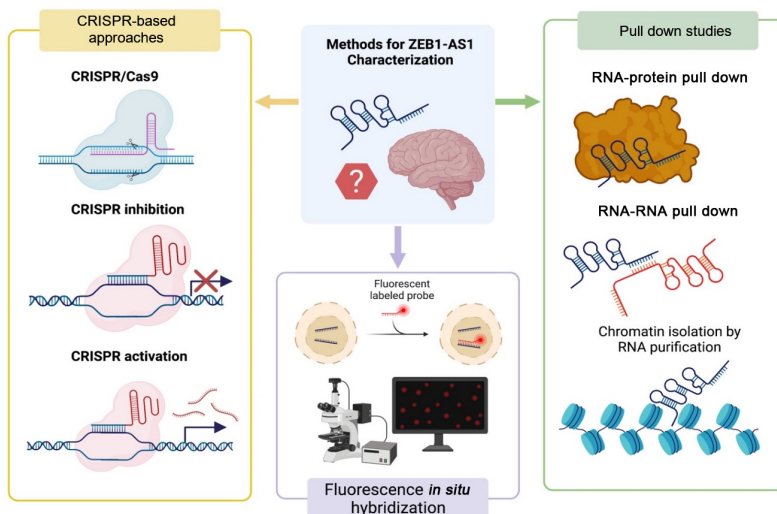 CRISPR-based
approaches
CRISPR/Cas9
CRISPR inhibition
CRISPR activation
Methods for ZEB1-AS1
Characterization
?
Fluorescent
labeled probe
Fluorescence in situ
hybridization
Pull down studies
RNA-protein pull down
RNA-RNA pull down
Chromatin isolation by
RNA purification